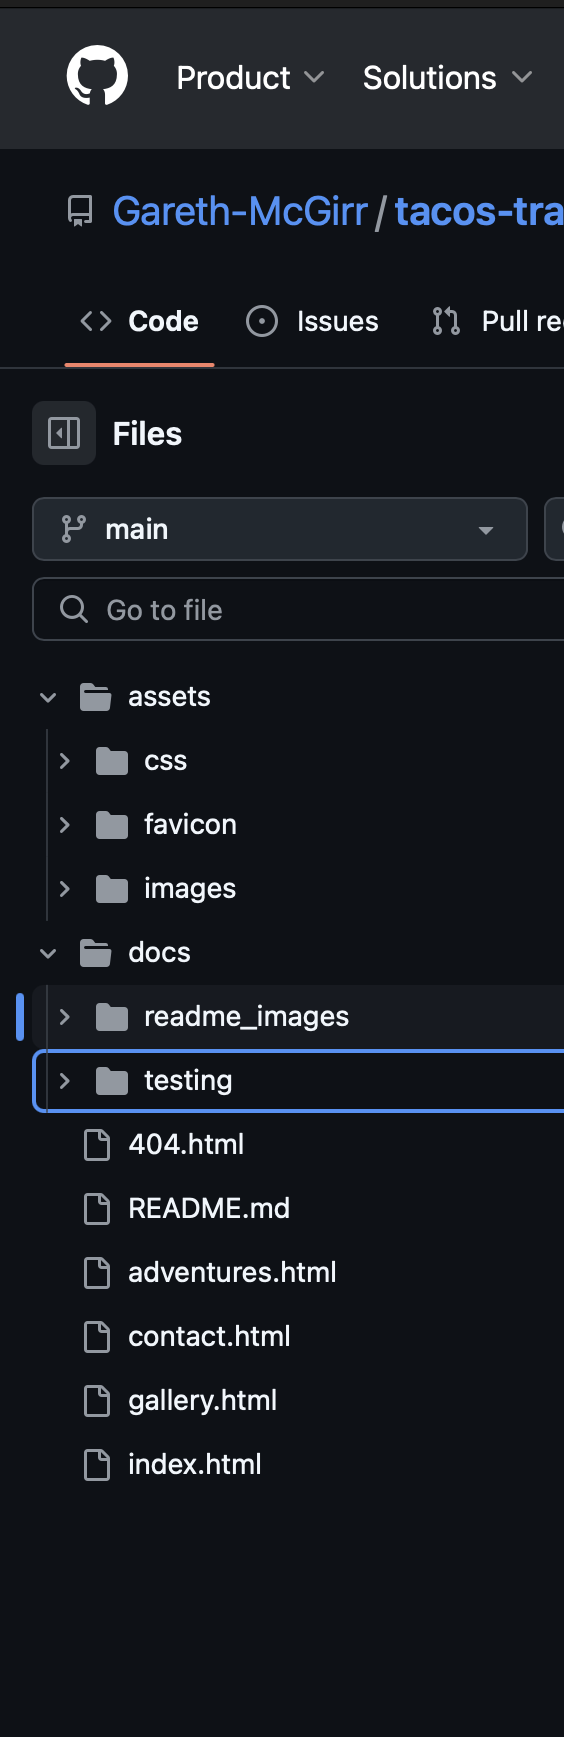 Product Solutions
Gareth-McGirr / tacos-tra
Code Issues Pull re
Files
main
Go to file
assets
css
favicon
images
docs
readme_images
testing
404.html
README.md
adventures.html
contact.html
gallery.html
index.html